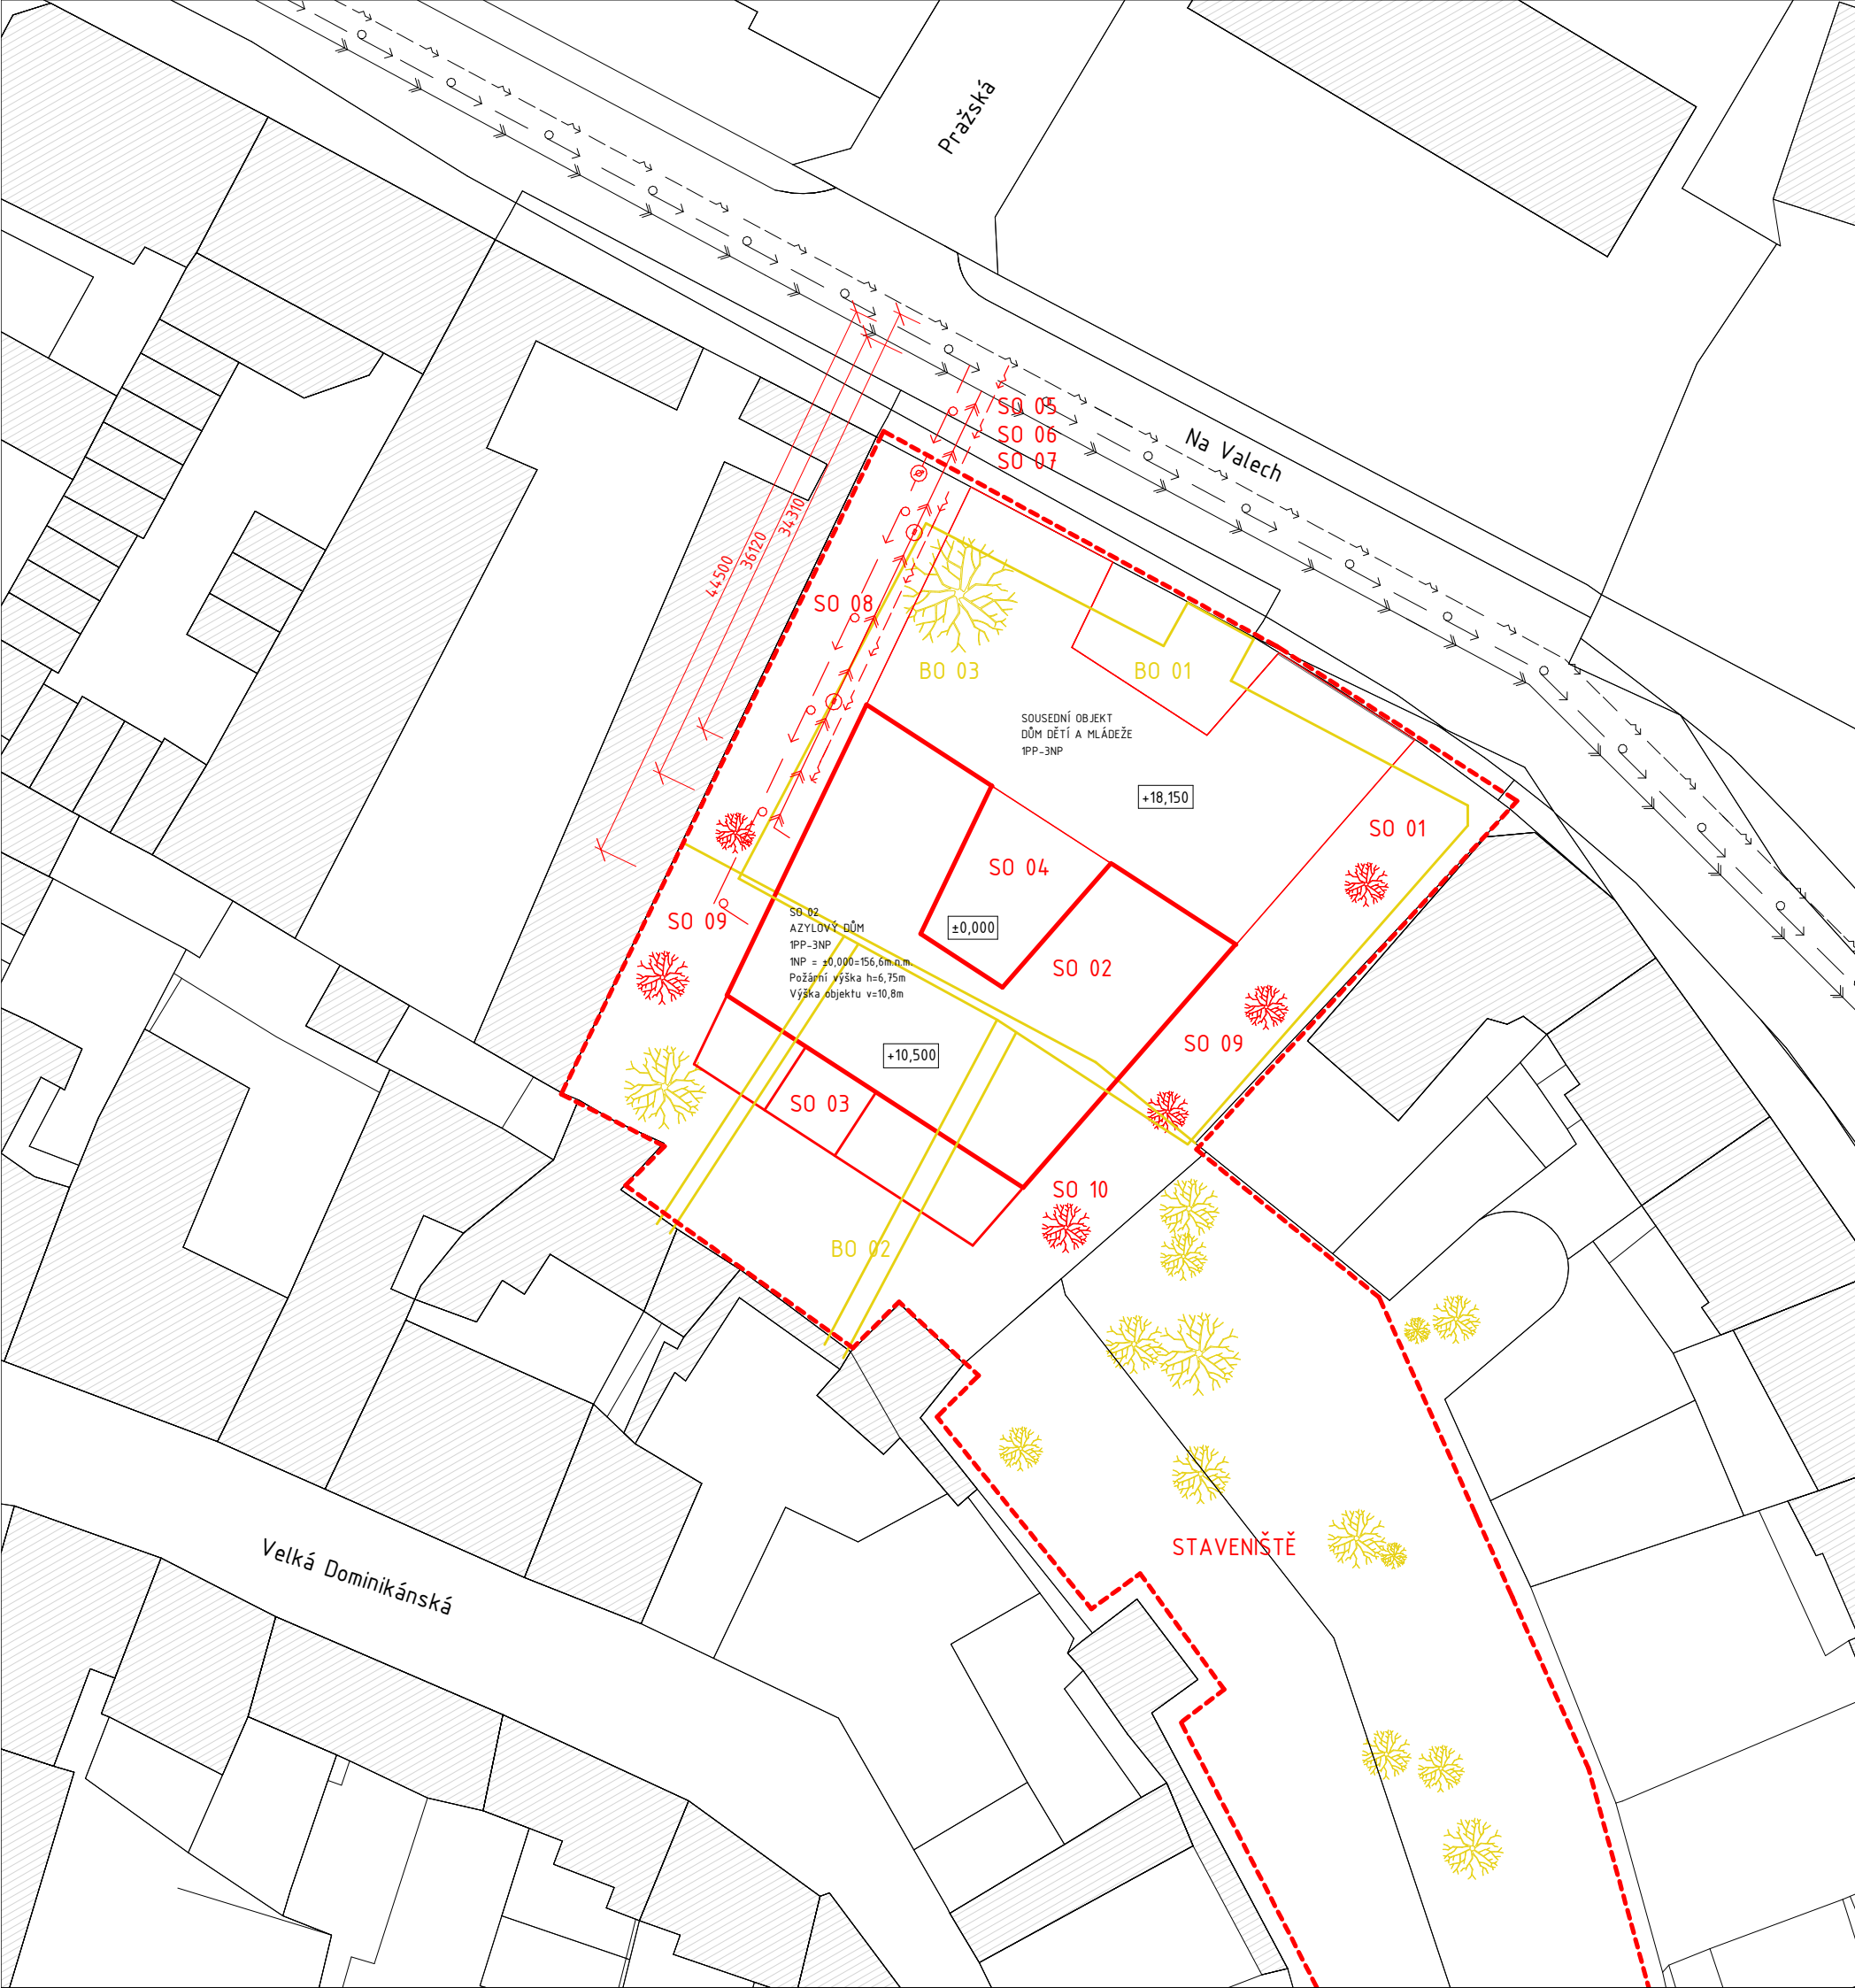 Pražská
Na Valech
SO 05
SO 06
SO 07
44500
36120
34310
SO 08
BO 03
BO 01
SOUSEDNÍ OBJEKT
DŮM DĚTÍ A MLÁDEŽE
1PP-3NP
+18,150
SO 01
SO 04
SO 09
SO 02
AZYLOVÝ DŮM
1PP-3NP
1NP = ±0,000=156,6m.n.m.
Požární výška h=6,75m
Výška objektu v=10,8m
±0,000
SO 02
SO 09
+10,500
SO 03
SO 10
BO 02
STAVENIŠTĚ
Velká Dominikánská